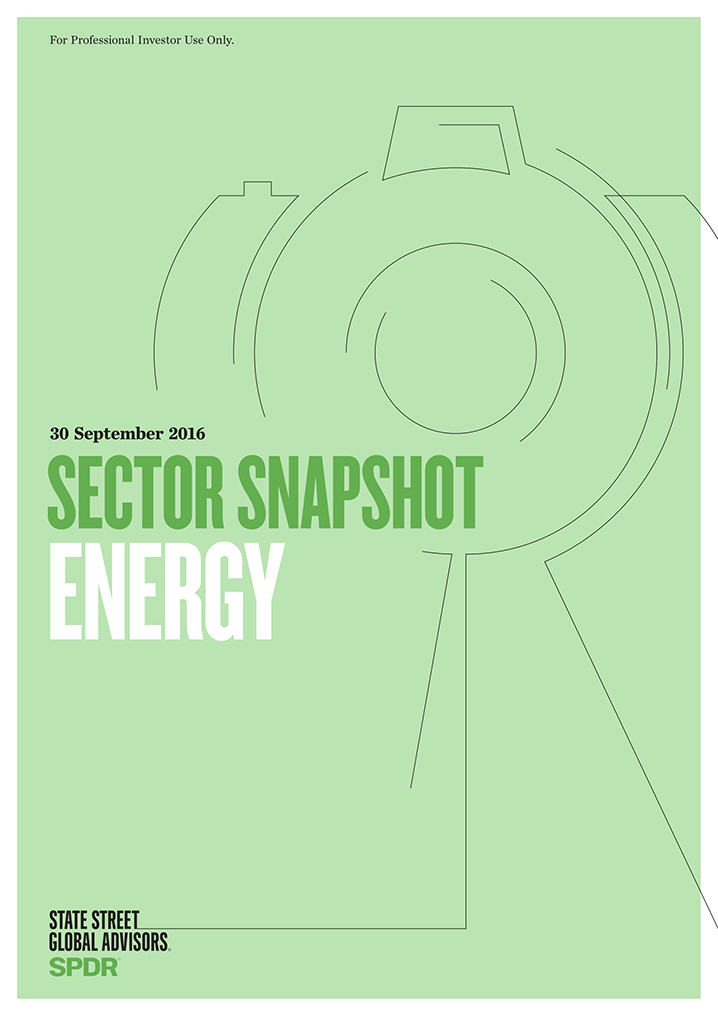 For Professional Investor Use Only.
30 September 2016
SECTOR SNAPSHOT
ENERGY
STATE STREET
GLOBAL ADVISORS®
SPDR®